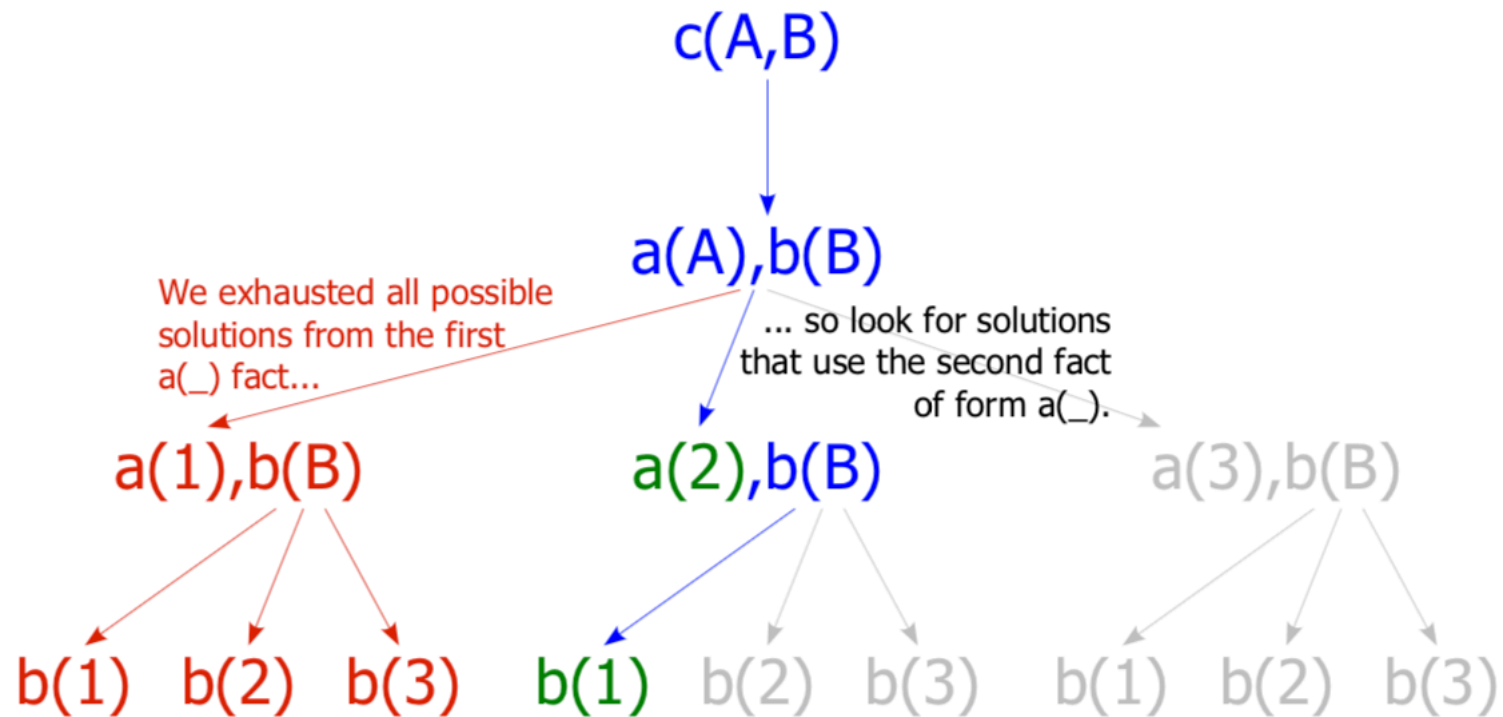 c(A,B)
a(A),b(B)
We exhausted all possible
solutions from the first
a(_) fact...
... so look for solutions
that use the second fact
of form a(_).
a(1),b(B)
a(2),b(B)
a(3),b(B)
b(1) b(2) b(3) b(1) b(2) b(3) b(1) b(2) b(3)